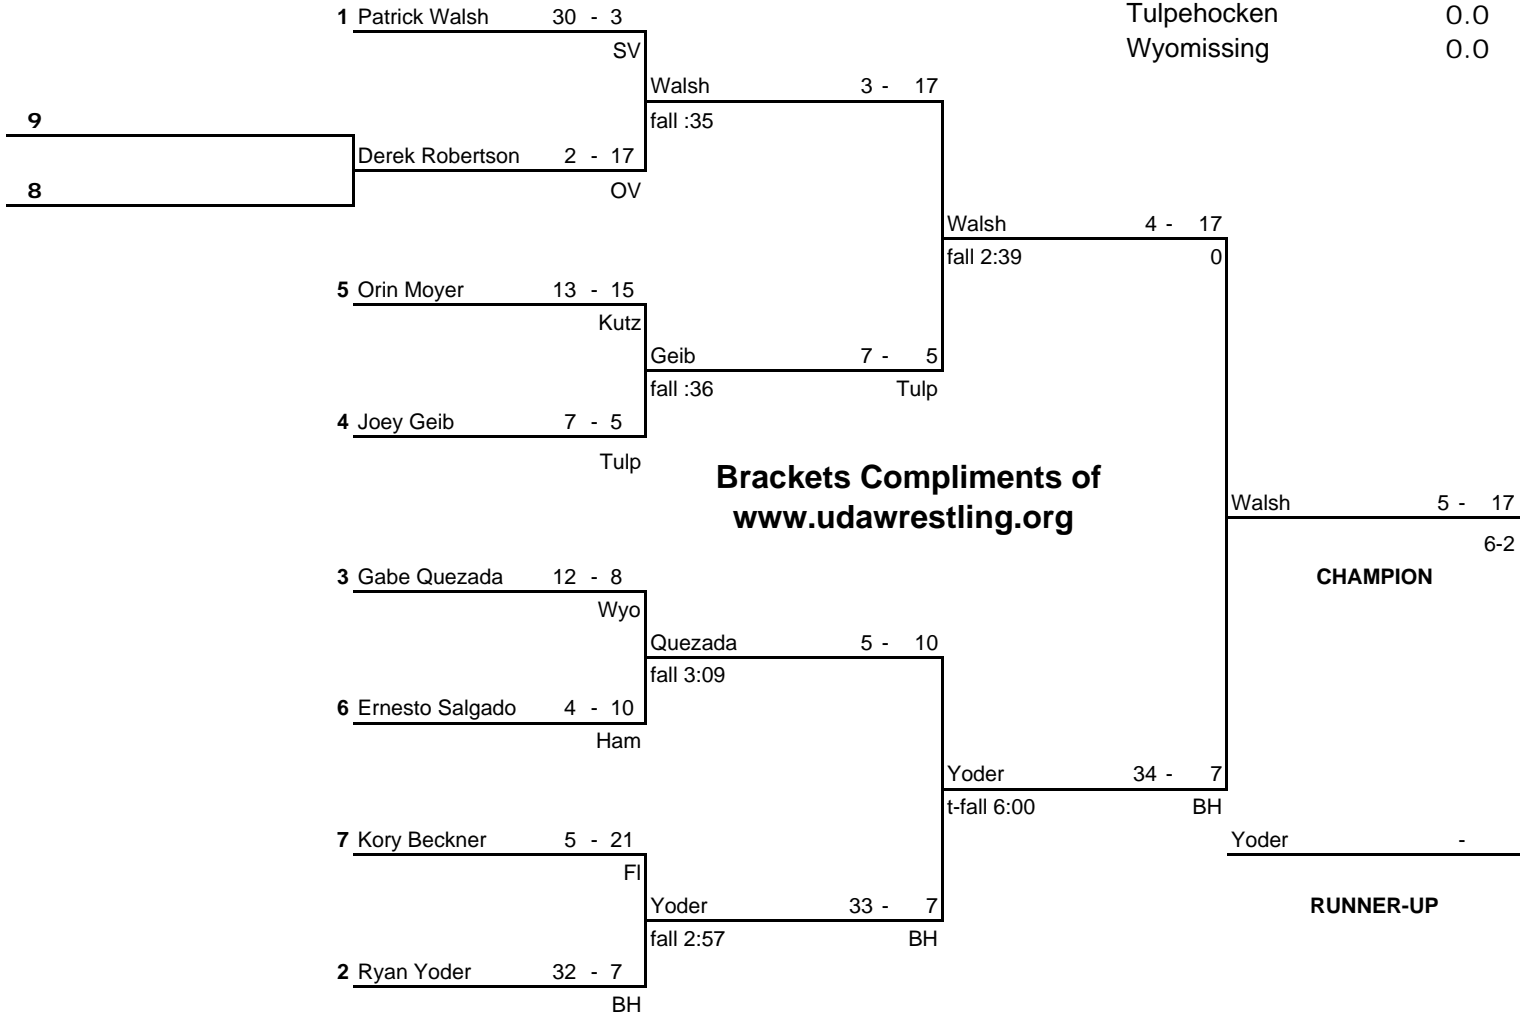 1 Patrick Walsh 30 - 3
Tulpehocken 0.0
SV
Wyomissing 0.0
Walsh 3 - 17
9
fall :35
Derek Robertson 2 - 17
8
OV
Walsh 4 - 17
fall 2:39 0
5 Orin Moyer 13 - 15
Kutz
Geib 7 - 5
fall :36 Tulp
4 Joey Geib 7 - 5
Tulp
Brackets Compliments of
www.udawrestling.org
Walsh 5 - 17
6-2
CHAMPION
3 Gabe Quezada 12 - 8
Wyo
Quezada 5 - 10
fall 3:09
6 Ernesto Salgado 4 - 10
Ham
Yoder 34 - 7
t-fall 6:00 BH
7 Kory Beckner 5 - 21
Yoder -
Fl
Yoder 33 - 7
RUNNER-UP
fall 2:57 BH
2 Ryan Yoder 32 - 7
BH